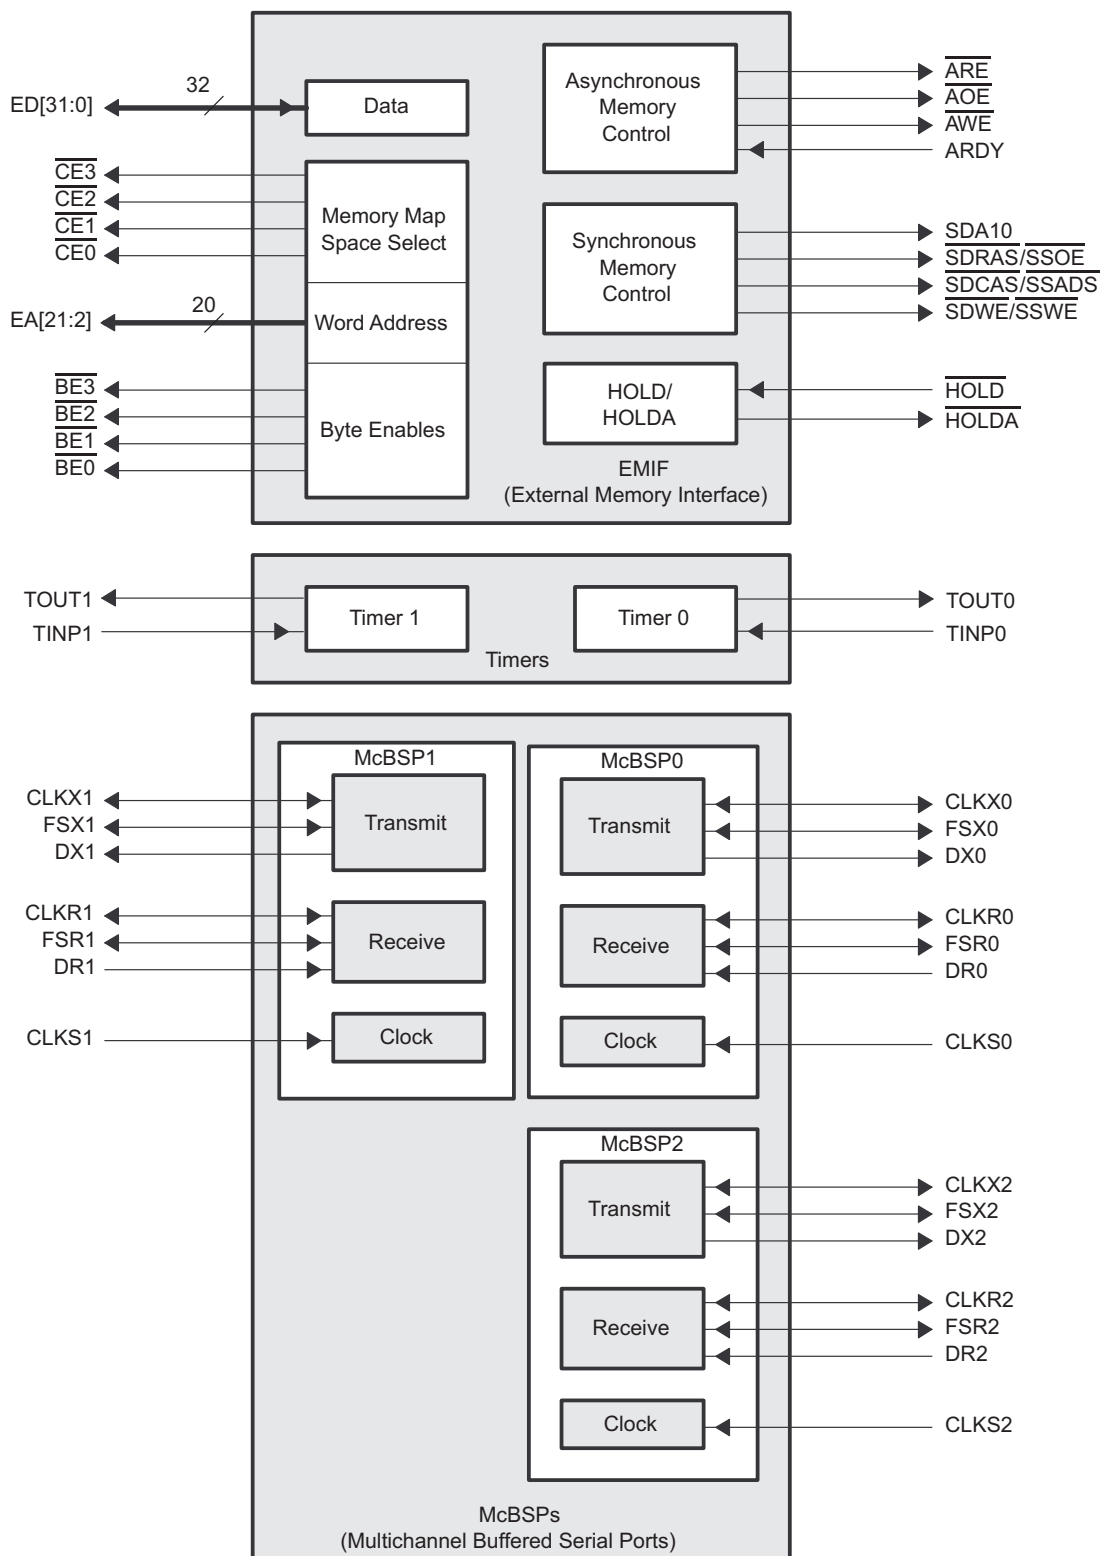 32
ED[31:0]
Data
CE3
CE2
CE1
CE0
Memory Map
Space Select
20
EA[21:2]
Word Address
BE3
BE2
BE1
BE0
Byte Enables
Asynchronous
Memory
Control
ARE
AOE
AWE
ARDY
Synchronous
Memory
Control
SDA10
SDRAS/SSOE
SDCAS/SSADS
SDWE/SSWE
HOLD/
HOLDA
HOLD
HOLDA
EMIF
(External Memory Interface)
TOUT1
TINP1
Timer 1
Timer 0
TOUT0
TINP0
Timers
McBSP1
CLKX1
FSX1
DX1
Transmit
CLKR1
FSR1
DR1
Receive
CLKS1
Clock
McBSP0
Transmit
CLKX0
FSX0
DX0
Receive
CLKR0
FSR0
DR0
Clock
CLKS0
McBSP2
Transmit
CLKX2
FSX2
DX2
Receive
CLKR2
FSR2
DR2
Clock
CLKS2
McBSPs
(Multichannel Buffered Serial Ports)